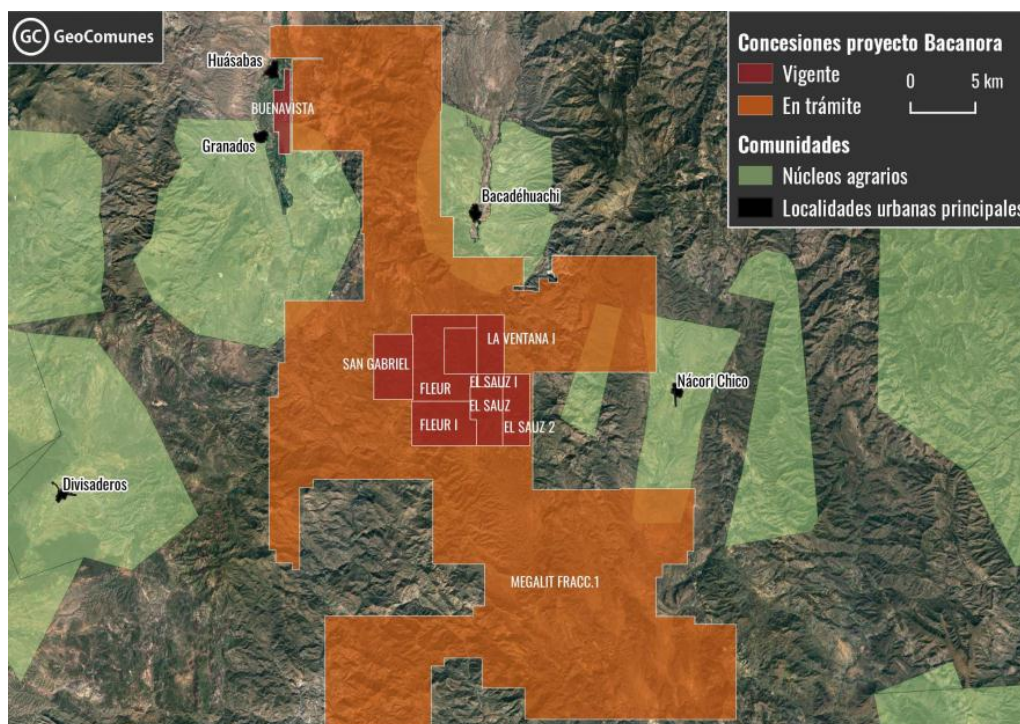 GC GeoComunes
Concesiones proyecto Bacanora
Vigente
0 5 km
En trámite
Comunidades
Núcleos agrarios
Localidades urbanas principales
Huásabas
BUENAVISTA
Granados
Bacadéhuachi
LA VENTANA I
SAN GABRIEL
FLEUR
EL SAUZ I
Nácori Chico
EL SAUZ
FLEUR I
EL SAUZ 2
Divisaderos
MEGALIT FRACC.1